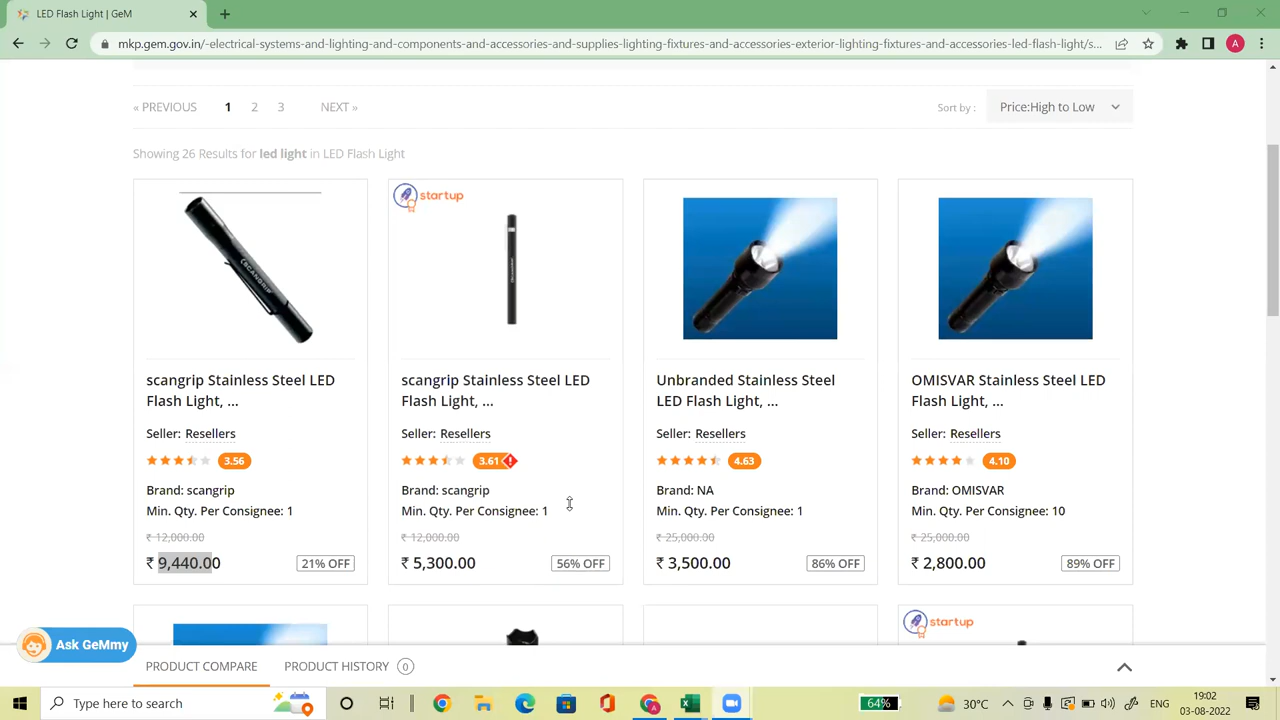 LED Flash Light | GeM
mkp.gem.gov.in/-electrical-systems-and-lighting-and-components-and-accessories-and-supplies-lighting-fixtures-and-accessories-exterior-lighting-fixtures-and-accessories-led-flash-light/s...
A
« PREVIOUS 1 2 3 NEXT »
Sort by : Price:High to Low
Showing 26 Results for led light in LED Flash Light
startup
scangrip Stainless Steel LED
Flash Light, ...
Seller: Resellers
3.56
Brand: scangrip
Min. Qty. Per Consignee: 1
₹ 12,000.00
₹ 9,440.00 21% OFF
scangrip Stainless Steel LED
Flash Light, ...
Seller: Resellers
3.61
Brand: scangrip
Min. Qty. Per Consignee: 1
₹ 12,000.00
₹ 5,300.00 56% OFF
Unbranded Stainless Steel
LED Flash Light, ...
Seller: Resellers
4.63
Brand: NA
Min. Qty. Per Consignee: 1
₹ 25,000.00
₹ 3,500.00 86% OFF
OMISVAR Stainless Steel LED
Flash Light, ...
Seller: Resellers
4.10
Brand: OMISVAR
Min. Qty. Per Consignee: 10
₹ 25,000.00
₹ 2,800.00 89% OFF
startup
Ask GeMmy
PRODUCT COMPARE PRODUCT HISTORY 0
Type here to search
64%
30°C
19:02
03-08-2022